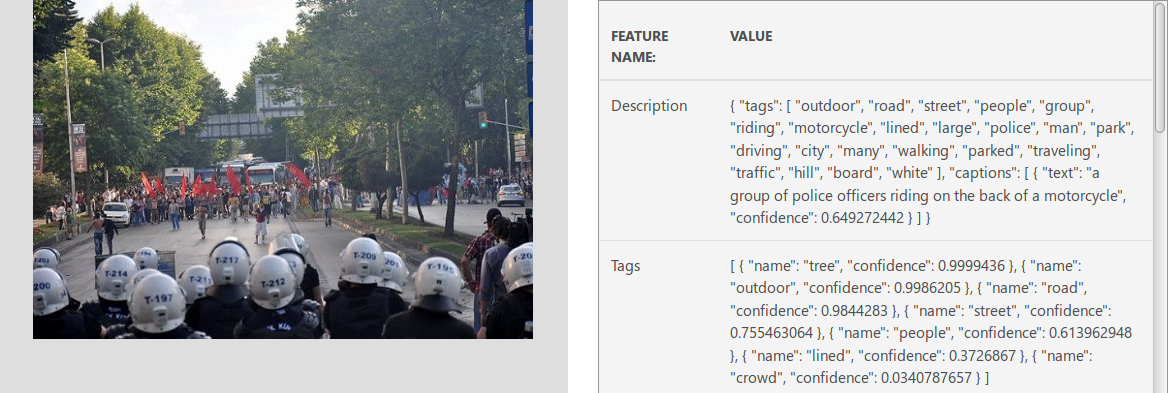 T-209
T-217
T-214
T-212
T-195
200
T-197
FEATURE NAME:
VALUE
Description
{ "tags": [ "outdoor", "road", "street", "people", "group",
"riding", "motorcycle", "lined", "large", "police", "man", "park",
"driving", "city", "many", "walking", "parked", "traveling",
"traffic", "hill", "board", "white" ], "captions": [ { "text": "a
group of police officers riding on the back of a motorcycle",
"confidence": 0.649272442 } ] }
Tags
[ { "name": "tree", "confidence": 0.9999436 }, { "name":
"outdoor", "confidence": 0.9986205 }, { "name": "road",
"confidence": 0.9844283 }, { "name": "street", "confidence":
0.755463064 }, { "name": "people", "confidence": 0.613962948
}, { "name": "lined", "confidence": 0.3726867 }, { "name":
"crowd", "confidence": 0.0340787657 } ]